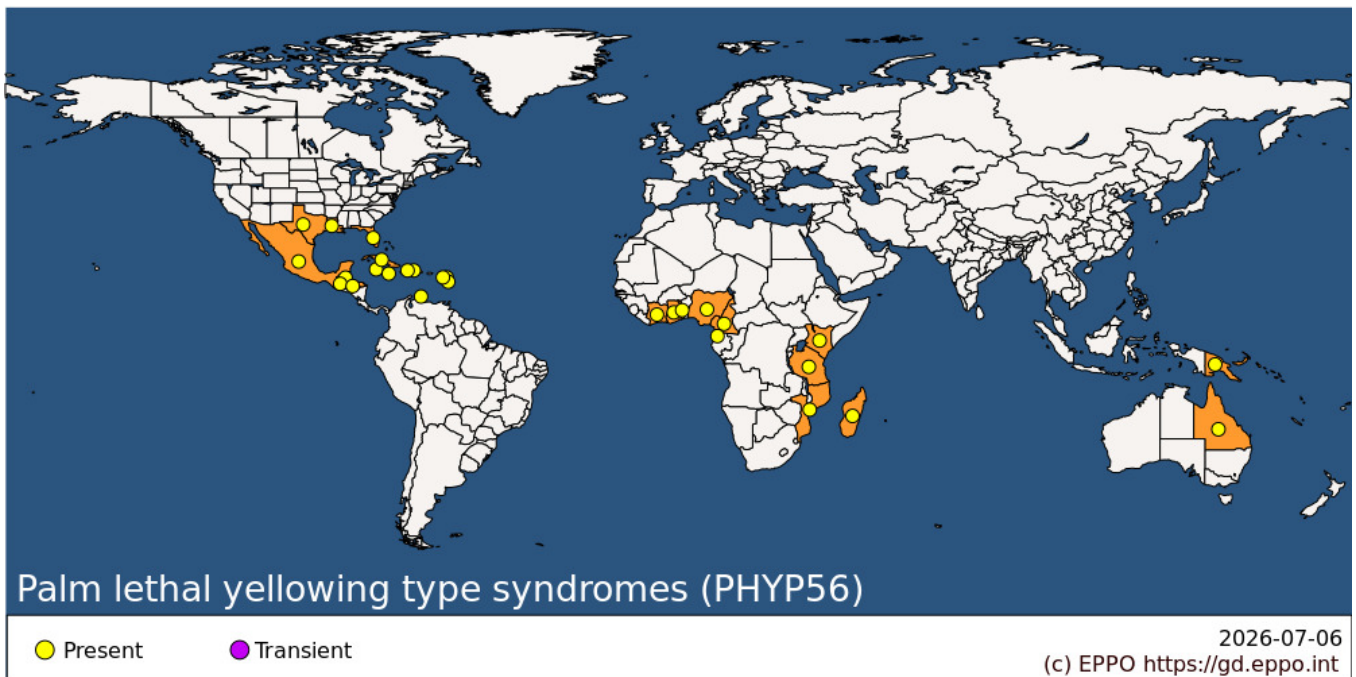 Palm lethal yellowing type syndromes (PHYP56)
Present
Transient
2026-07-06
(c) EPPO https://gd.eppo.int